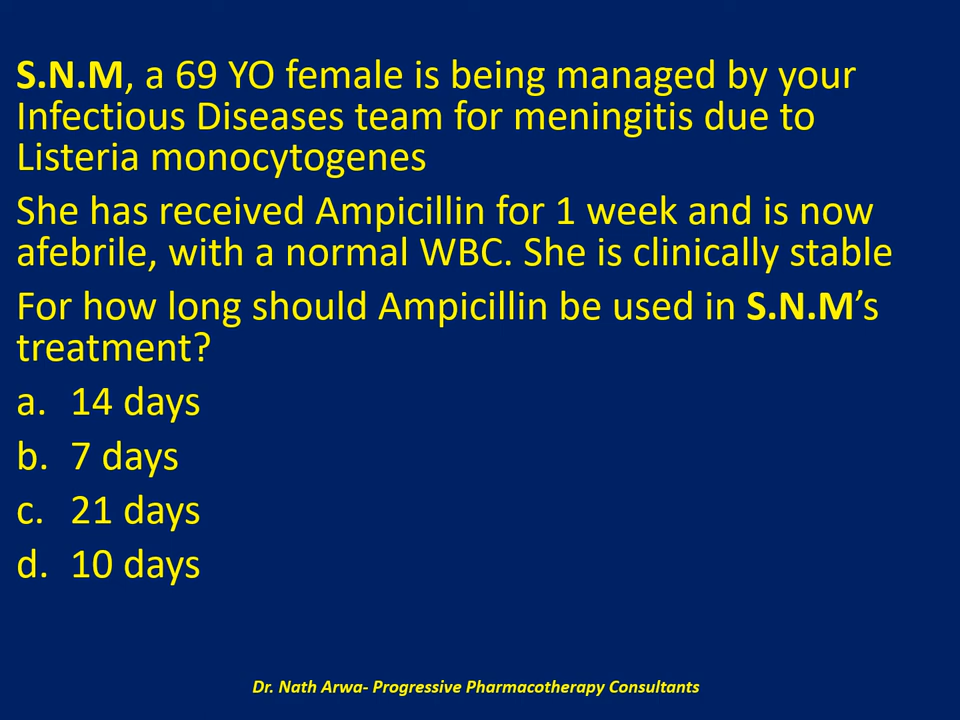 S.N.M, a 69 YO female is being managed by your
Infectious Diseases team for meningitis due to
Listeria monocytogenes
She has received Ampicillin for 1 week and is now
afebrile, with a normal WBC. She is clinically stable
For how long should Ampicillin be used in S.N.M's
treatment?
a. 14 days
b. 7 days
c. 21 days
d. 10 days
Dr. Nath Arwa- Progressive Pharmacotherapy Consultants